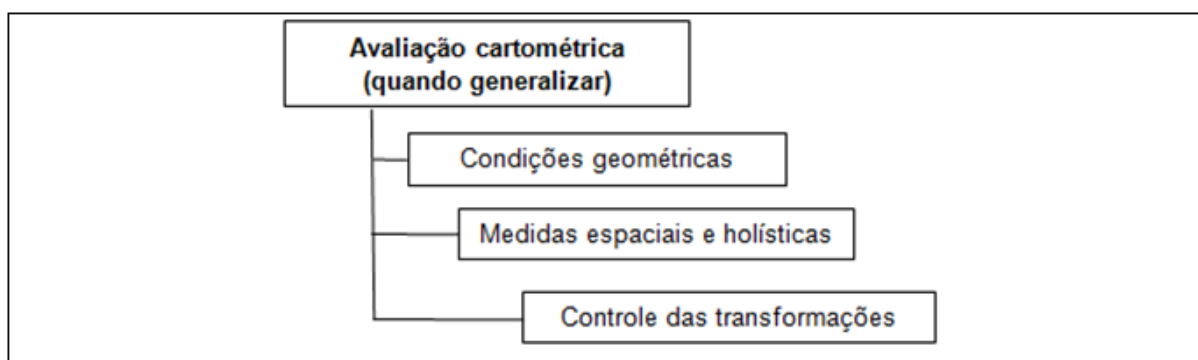 Avaliação cartométrica
(quando generalizar)
Condições geométricas
Medidas espaciais e holísticas
Controle das transformações